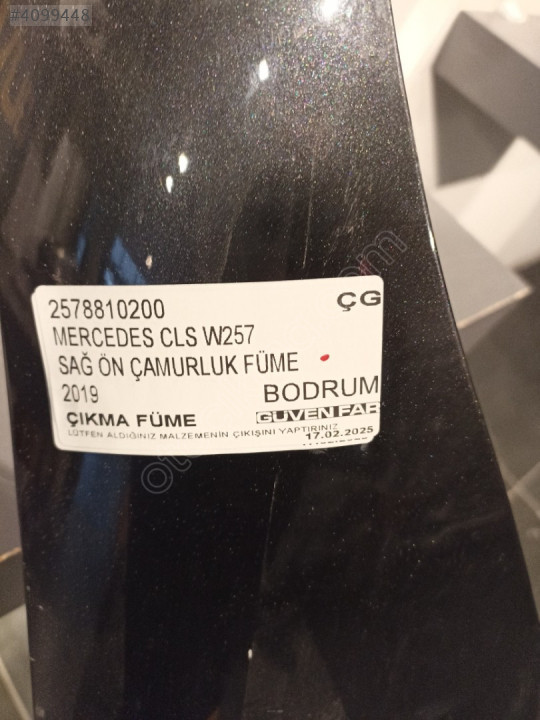 #4099448
2578810200
ÇG
MERCEDES CLS W257
SAĞ ÖN ÇAMURLUK FÜME
2019
BODRUM
ÇIKMA FÜME
GÜVEN FAR
LÜTFEN ALDIĞINIZ MALZEMENİN ÇIKIŞINI YAPTIRINIZ
17.02.2025